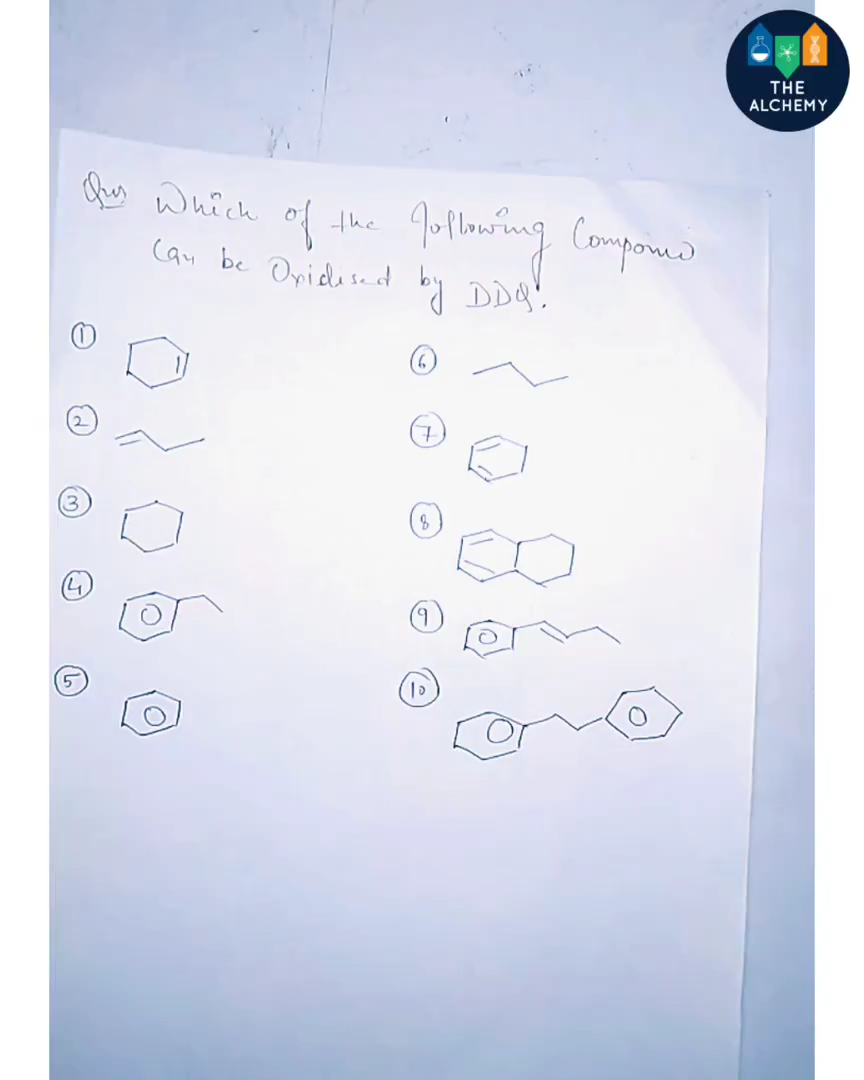 THE
ALCHEMY
Ques Which of the following Compound
Can be Oxidised by DDQ.
1
2
3
4
5
6
7
8
9
10